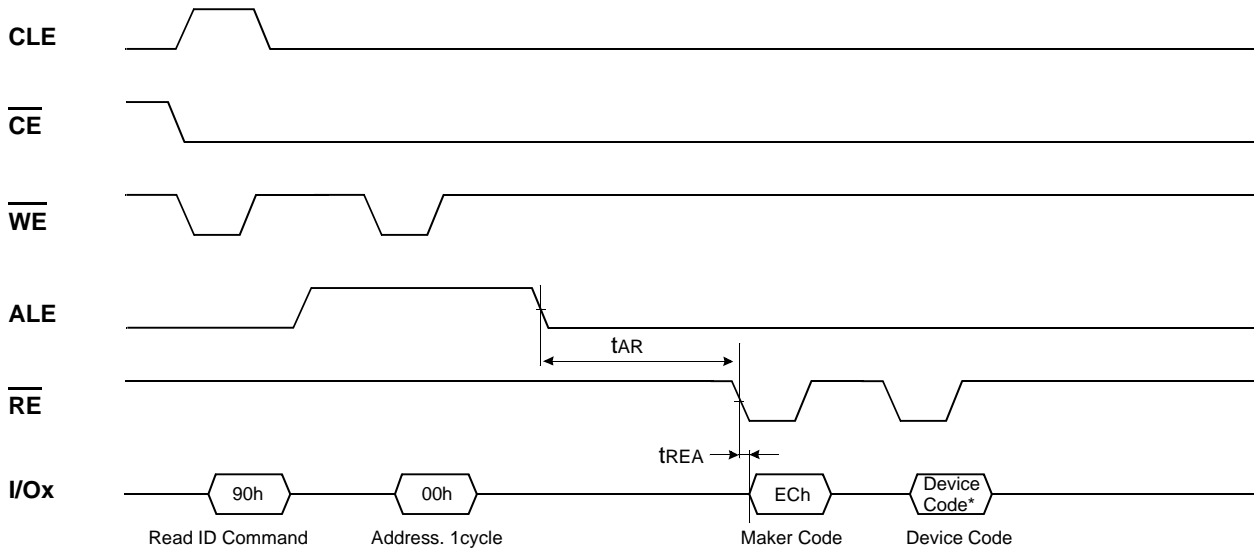 CLE
CE
WE
ALE
tAR
RE
tREA
I/Ox
90h
00h
ECh
Device
Code*
Read ID Command
Address. 1cycle
Maker Code
Device Code